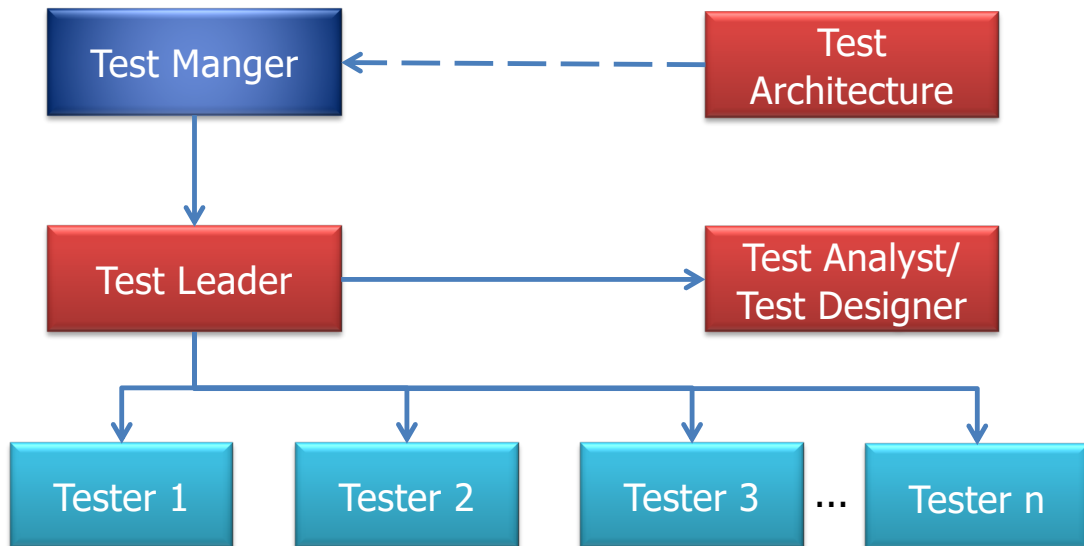 Test Manger
Test
Architecture
Test Leader
Test Analyst/
Test Designer
Tester 1
Tester 2
Tester 3
...
Tester n